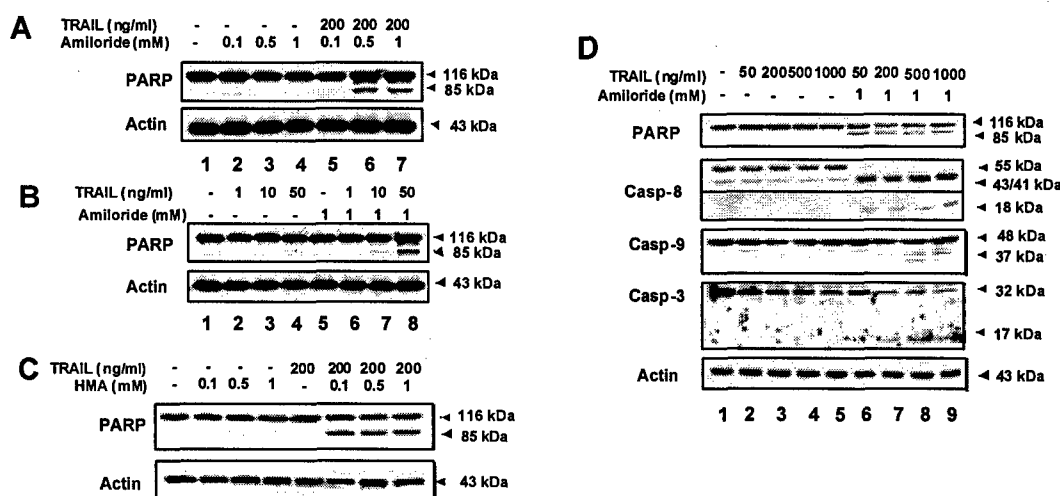 A
TRAIL (ng/ml) - - - - 200 200 200
Amiloride (mM) - 0.1 0.5 1 0.1 0.5 1
PARP
116 kDa
85 kDa
Actin
43 kDa
1 2 3 4 5 6 7
B
TRAIL (ng/ml) - 1 10 50 - 1 10 50
Amiloride (mM) - - - - 1 1 1 1
PARP
116 kDa
85 kDa
Actin
43 kDa
1 2 3 4 5 6 7 8
C
TRAIL (ng/ml) - - - - 200 200 200 200
HMA (mM) - 0.1 0.5 1 - 0.1 0.5 1
PARP
116 kDa
85 kDa
Actin
43 kDa
D
TRAIL (ng/ml) - 50 200 500 1000 50 200 500 1000
Amiloride (mM) - - - - - 1 1 1 1
PARP
116 kDa
85 kDa
Casp-8
55 kDa
43/41 kDa
18 kDa
Casp-9
48 kDa
37 kDa
Casp-3
32 kDa
17 kDa
Actin
43 kDa
1 2 3 4 5 6 7 8 9